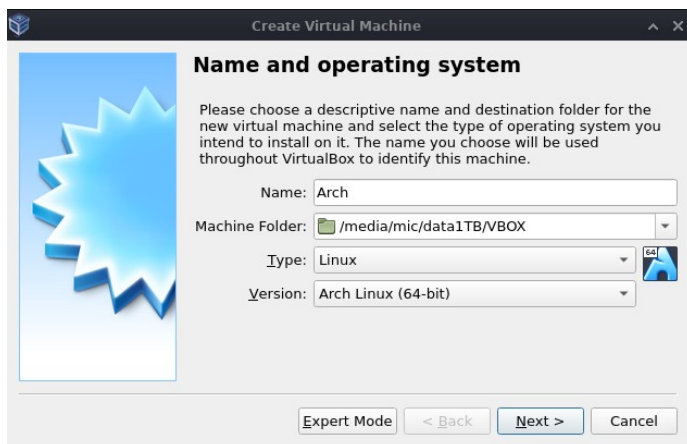 Create Virtual Machine
Name and operating system
Please choose a descriptive name and destination folder for the
new virtual machine and select the type of operating system you
intend to install on it. The name you choose will be used
throughout VirtualBox to identify this machine.
Name: Arch
Machine Folder: /media/mic/data1TB/VBOX
Type: Linux
64
Version: Arch Linux (64-bit)
Expert Mode < Back Next > Cancel